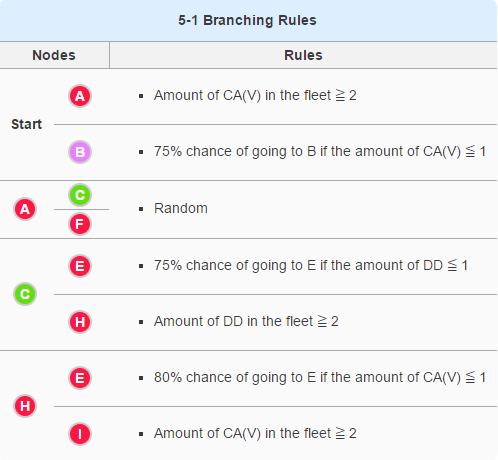 5-1 Branching Rules
Nodes Rules
Start
A
▪ Amount of CA(V) in the fleet ≧ 2
B
▪ 75% chance of going to B if the amount of CA(V) ≦ 1
A
C
F
▪ Random
C
E
▪ 75% chance of going to E if the amount of DD ≦ 1
H
▪ Amount of DD in the fleet ≧ 2
H
E
▪ 80% chance of going to E if the amount of CA(V) ≦ 1
I
▪ Amount of CA(V) in the fleet ≧ 2